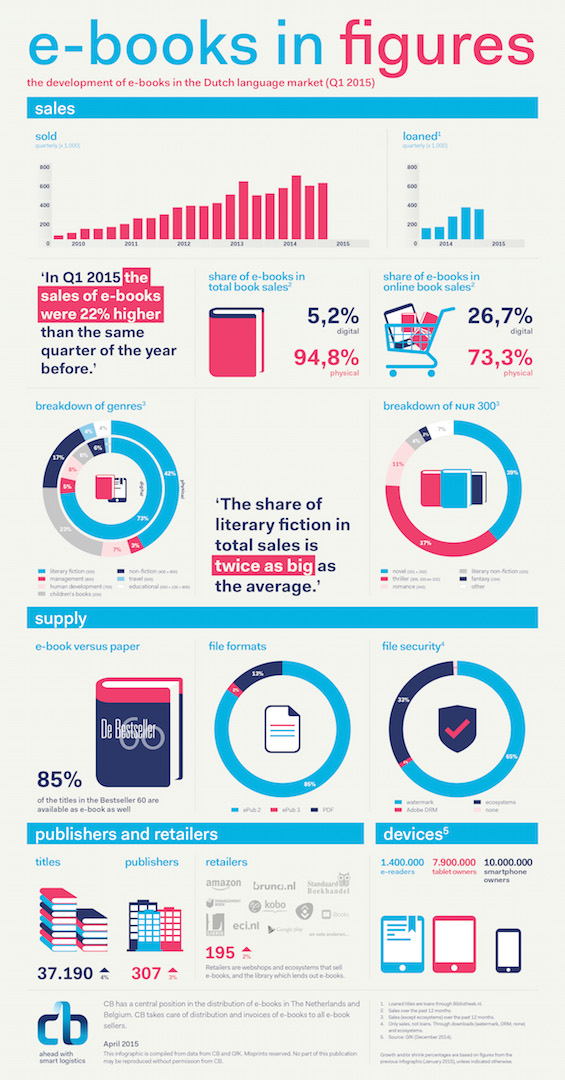 e-books in figures
the development of e-books in the Dutch language market (Q1 2015)
sales
sold
quarterly (x 1.000)
800
600
400
200
0
2010 2011 2012 2013 2014 2015
loaned¹
quarterly (x 1.000)
800
600
400
200
0
2014 2015
‘In Q1 2015 the
sales of e-books
were 22% higher
than the same
quarter of the year
before.’
share of e-books in
total book sales²
5,2%
digital
94,8%
physical
share of e-books in
online book sales²
26,7%
digital
73,3%
physical
breakdown of genres³
4%
4%
17%
6%
6%
5%
42%
digital
physical
73%
23%
7%
3%
literary fiction (300)
management (800)
human development (700)
children's books (200)
non-fiction
travel (500)
educational
‘The share of
literary fiction in
total sales is
twice as big as
the average.’
breakdown of NUR 300³
7%
4%
11%
39%
37%
novel
thriller
romance
literary non-fiction
fantasy
other
supply
e-book versus paper
De Bestseller
60
85%
of the titles in the Bestseller 60 are
available as e-book as well
file formats
13%
2%
85%
ePub 2 ePub 3 PDF
file security⁴
33%
65%
watermark
Adobe DRM
ecosystems
none
publishers and retailers
titles
37.190 4%
publishers
307 3%
retailers
amazon
bruna.nl
Standaard
Boekhandel
MANAGEMENT
BOOK
kobo
iBooks
LIBRIS
eci.nl
Google play
195 2%
Retailers are webshops and ecosystems that sell
e-books, and the library which lends out e-books.
devices⁵
1.400.000
e-readers
7.900.000
tablet owners
10.000.000
smartphone
owners
cb
ahead with
smart logistics
CB has a central position in the distribution of e-books in The Netherlands and
Belgium. CB takes care of distribution and invoices of e-books to all e-book
sellers.
April 2015
This infographic is compiled from data from CB and GfK. Misprints reserved. No part of this publication
may be reproduced without permission from CB.
1. Loaned titles are loans through Bibliotheek.nl.
2. Sales over the past 12 months.
3. Sales (except ecosystems) over the past 12 months.
4. Only sales, not loans. Through downloads (watermark, DRM, none)
and ecosystems.
5. Source: GfK (December 2014).
Growth and/or shrink percentages are based on figures from the
previous infographic (January 2015), unless indicated otherwise.